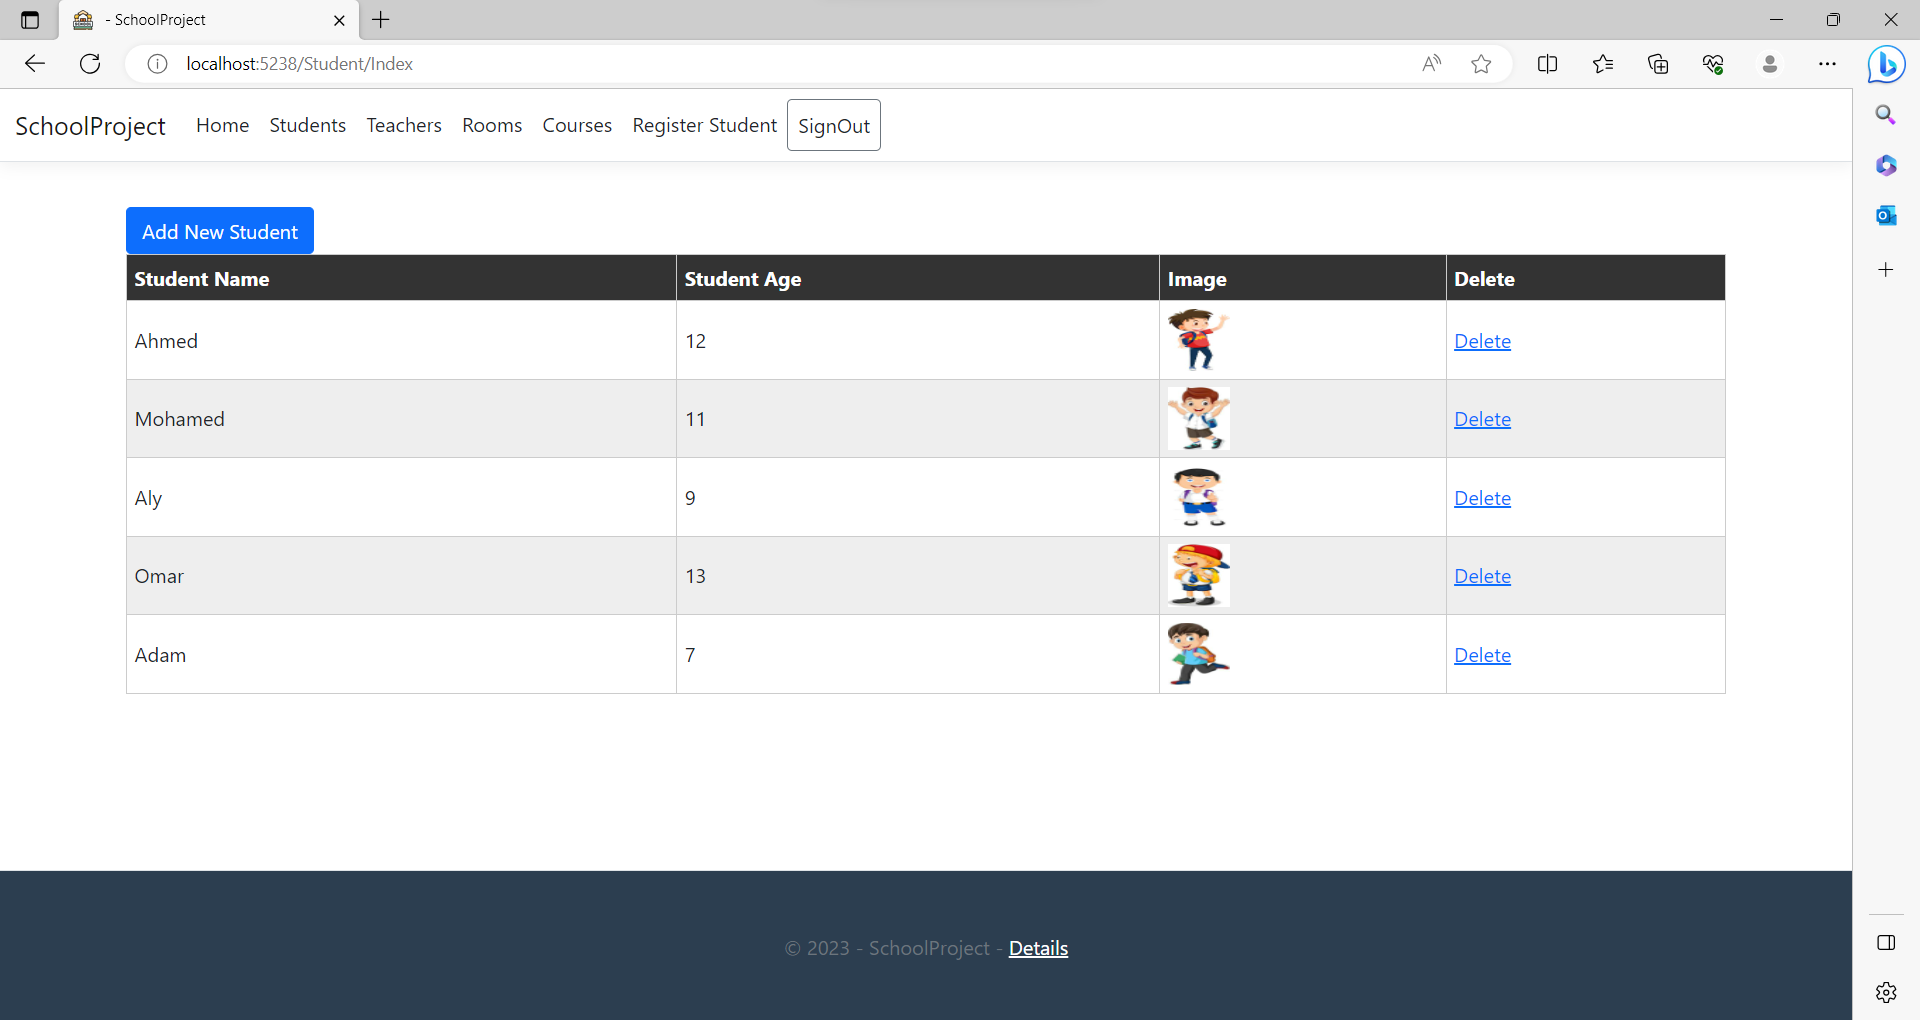 - SchoolProject
localhost:5238/Student/Index
SchoolProject Home Students Teachers Rooms Courses Register Student SignOut
Add New Student
Student Name Student Age Image Delete
Ahmed 12 Delete
Mohamed 11 Delete
Aly 9 Delete
Omar 13 Delete
Adam 7 Delete
© 2023 - SchoolProject - Details